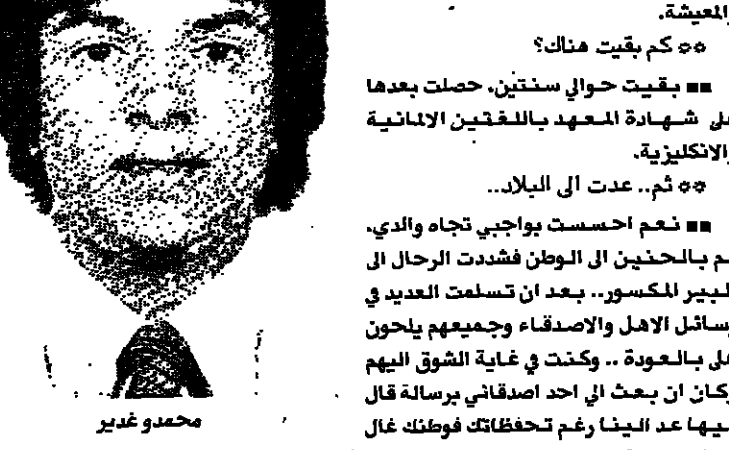 المعيشة.
** كم بقيت هناك؟
■■ بقيت حوالي سنتين. حصلت بعدها
على شهادة المعهد باللغتين الالمانية
والانكليزية.
** ثم.. عدت الى البلاد..
■■ نعم احسست بواجبي تجاه والدي.
ثم بالحنين الى الوطن فشددت الرحال الى
البير المكسور.. بعد ان تسلمت العديد في
رسائل الاهل والاصدقاء وجميعهم يلحون
على بالعودة .. وكنت في غاية الشوق اليهم
وكان ان بعث الي احد اصدقائي برسالة قال
فيها عد الينا رغم تحفظاتك فوطنك غال
محمدو غدير